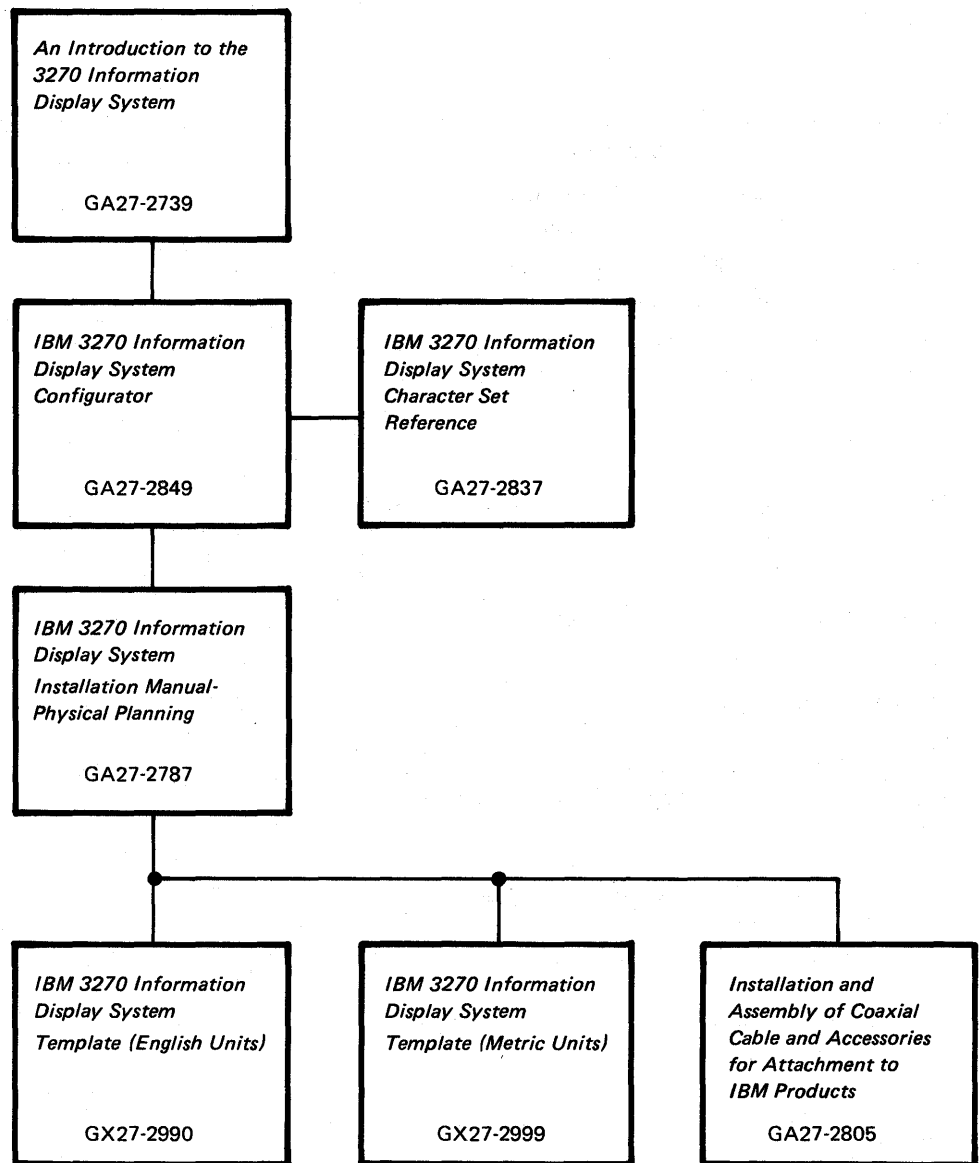 An Introduction to the
3270 Information
Display System
GA27-2739
IBM 3270 Information
Display System
Configurator
GA27-2849
IBM 3270 Information
Display System
Character Set
Reference
GA27-2837
IBM 3270 Information
Display System
Installation Manual-
Physical Planning
GA27-2787
IBM 3270 Information
Display System
Template (English Units)
GX27-2990
IBM 3270 Information
Display System
Template (Metric Units)
GX27-2999
Installation and
Assembly of Coaxial
Cable and Accessories
for Attachment to
IBM Products
GA27-2805